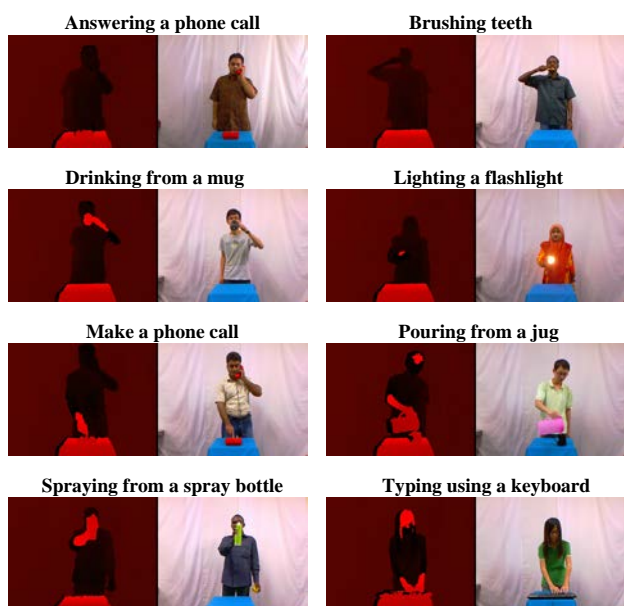 Answering a phone call
Brushing teeth
Drinking from a mug
Lighting a flashlight
Make a phone call
Pouring from a jug
Spraying from a spray bottle
Typing using a keyboard